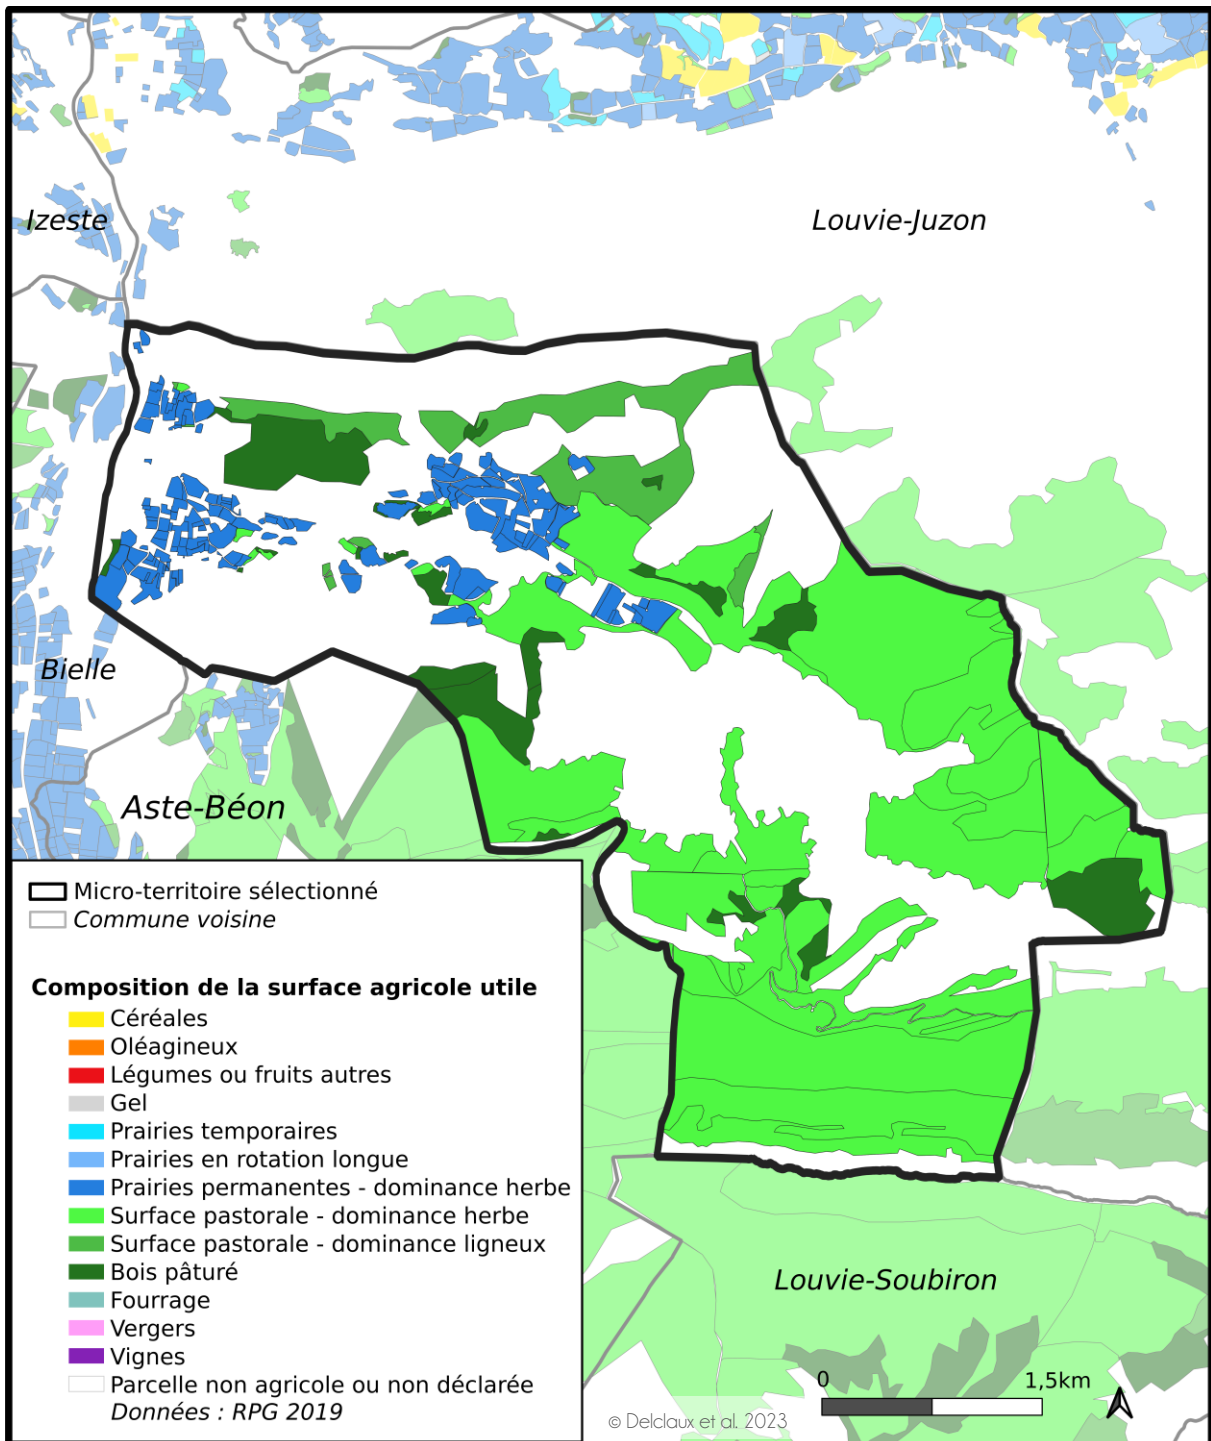 Izeste
Louvie-Juzon
Bielle
Aste-Béon
Micro-territoire sélectionné
Commune voisine
Composition de la surface agricole utile
Céréales
Oléagineux
Légumes ou fruits autres
Gel
Prairies temporaires
Prairies en rotation longue
Prairies permanentes - dominance herbe
Surface pastorale - dominance herbe
Surface pastorale - dominance ligneux
Bois pâturé
Fourrage
Vergers
Vignes
Parcelle non agricole ou non déclarée
Données : RPG 2019
Louvie-Soubiron
0 1,5km
© Delclaux et al. 2023